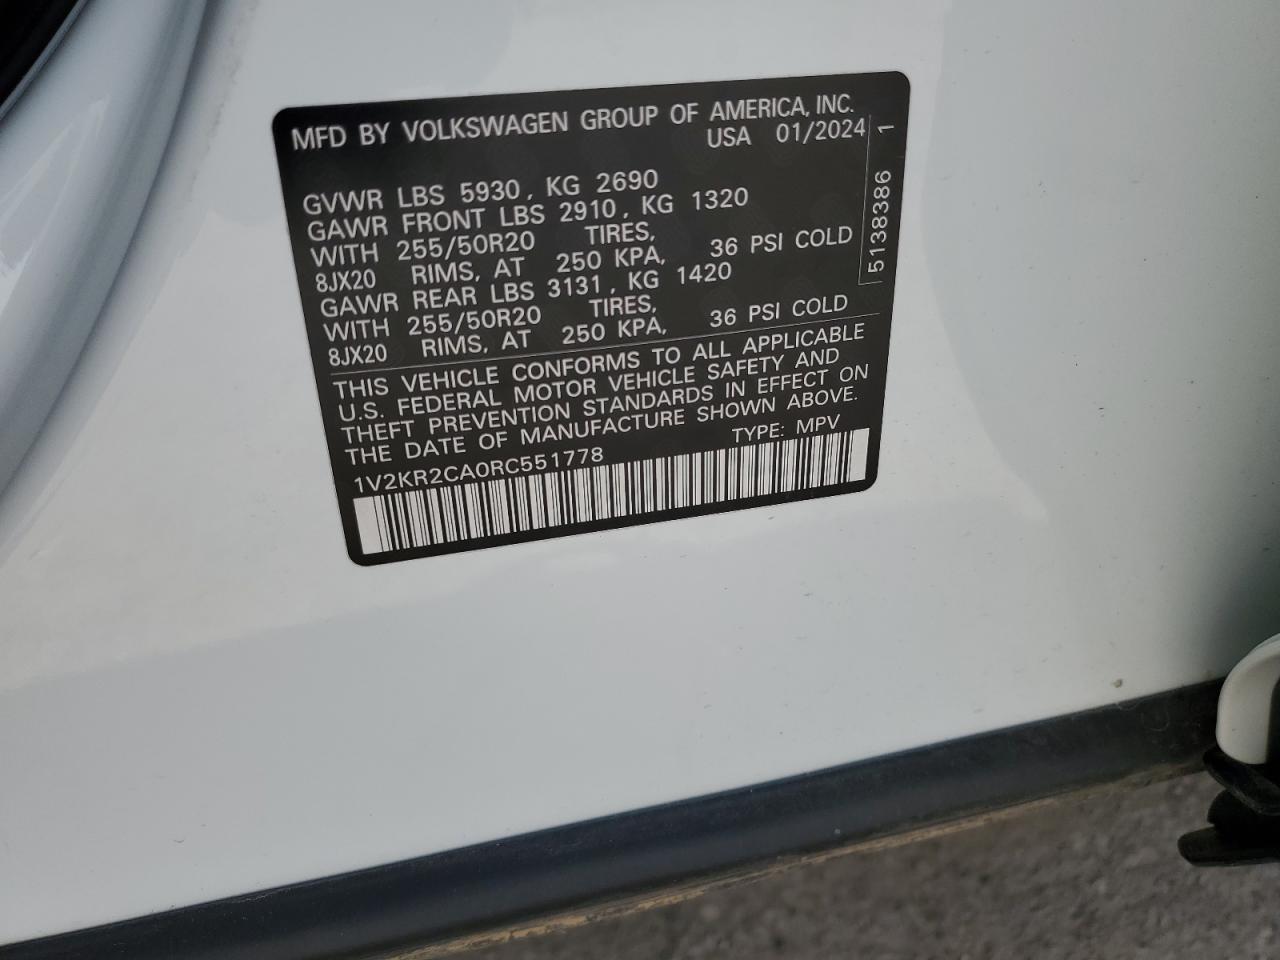 MFD BY VOLKSWAGEN GROUP OF AMERICA, INC.
USA 01/2024
GVWR LBS 5930, KG 2690
GAWR FRONT LBS 2910, KG 1320
WITH 255/50R20 TIRES,
8JX20 RIMS, AT 250 KPA, 36 PSI COLD
GAWR REAR LBS 3131, KG 1420
WITH 255/50R20 TIRES,
8JX20 RIMS, AT 250 KPA, 36 PSI COLD
THIS VEHICLE CONFORMS TO ALL APPLICABLE
U.S. FEDERAL MOTOR VEHICLE SAFETY AND
THEFT PREVENTION STANDARDS IN EFFECT ON
THE DATE OF MANUFACTURE SHOWN ABOVE.
1V2KR2CA0RC551778 TYPE: MPV
5138386 1